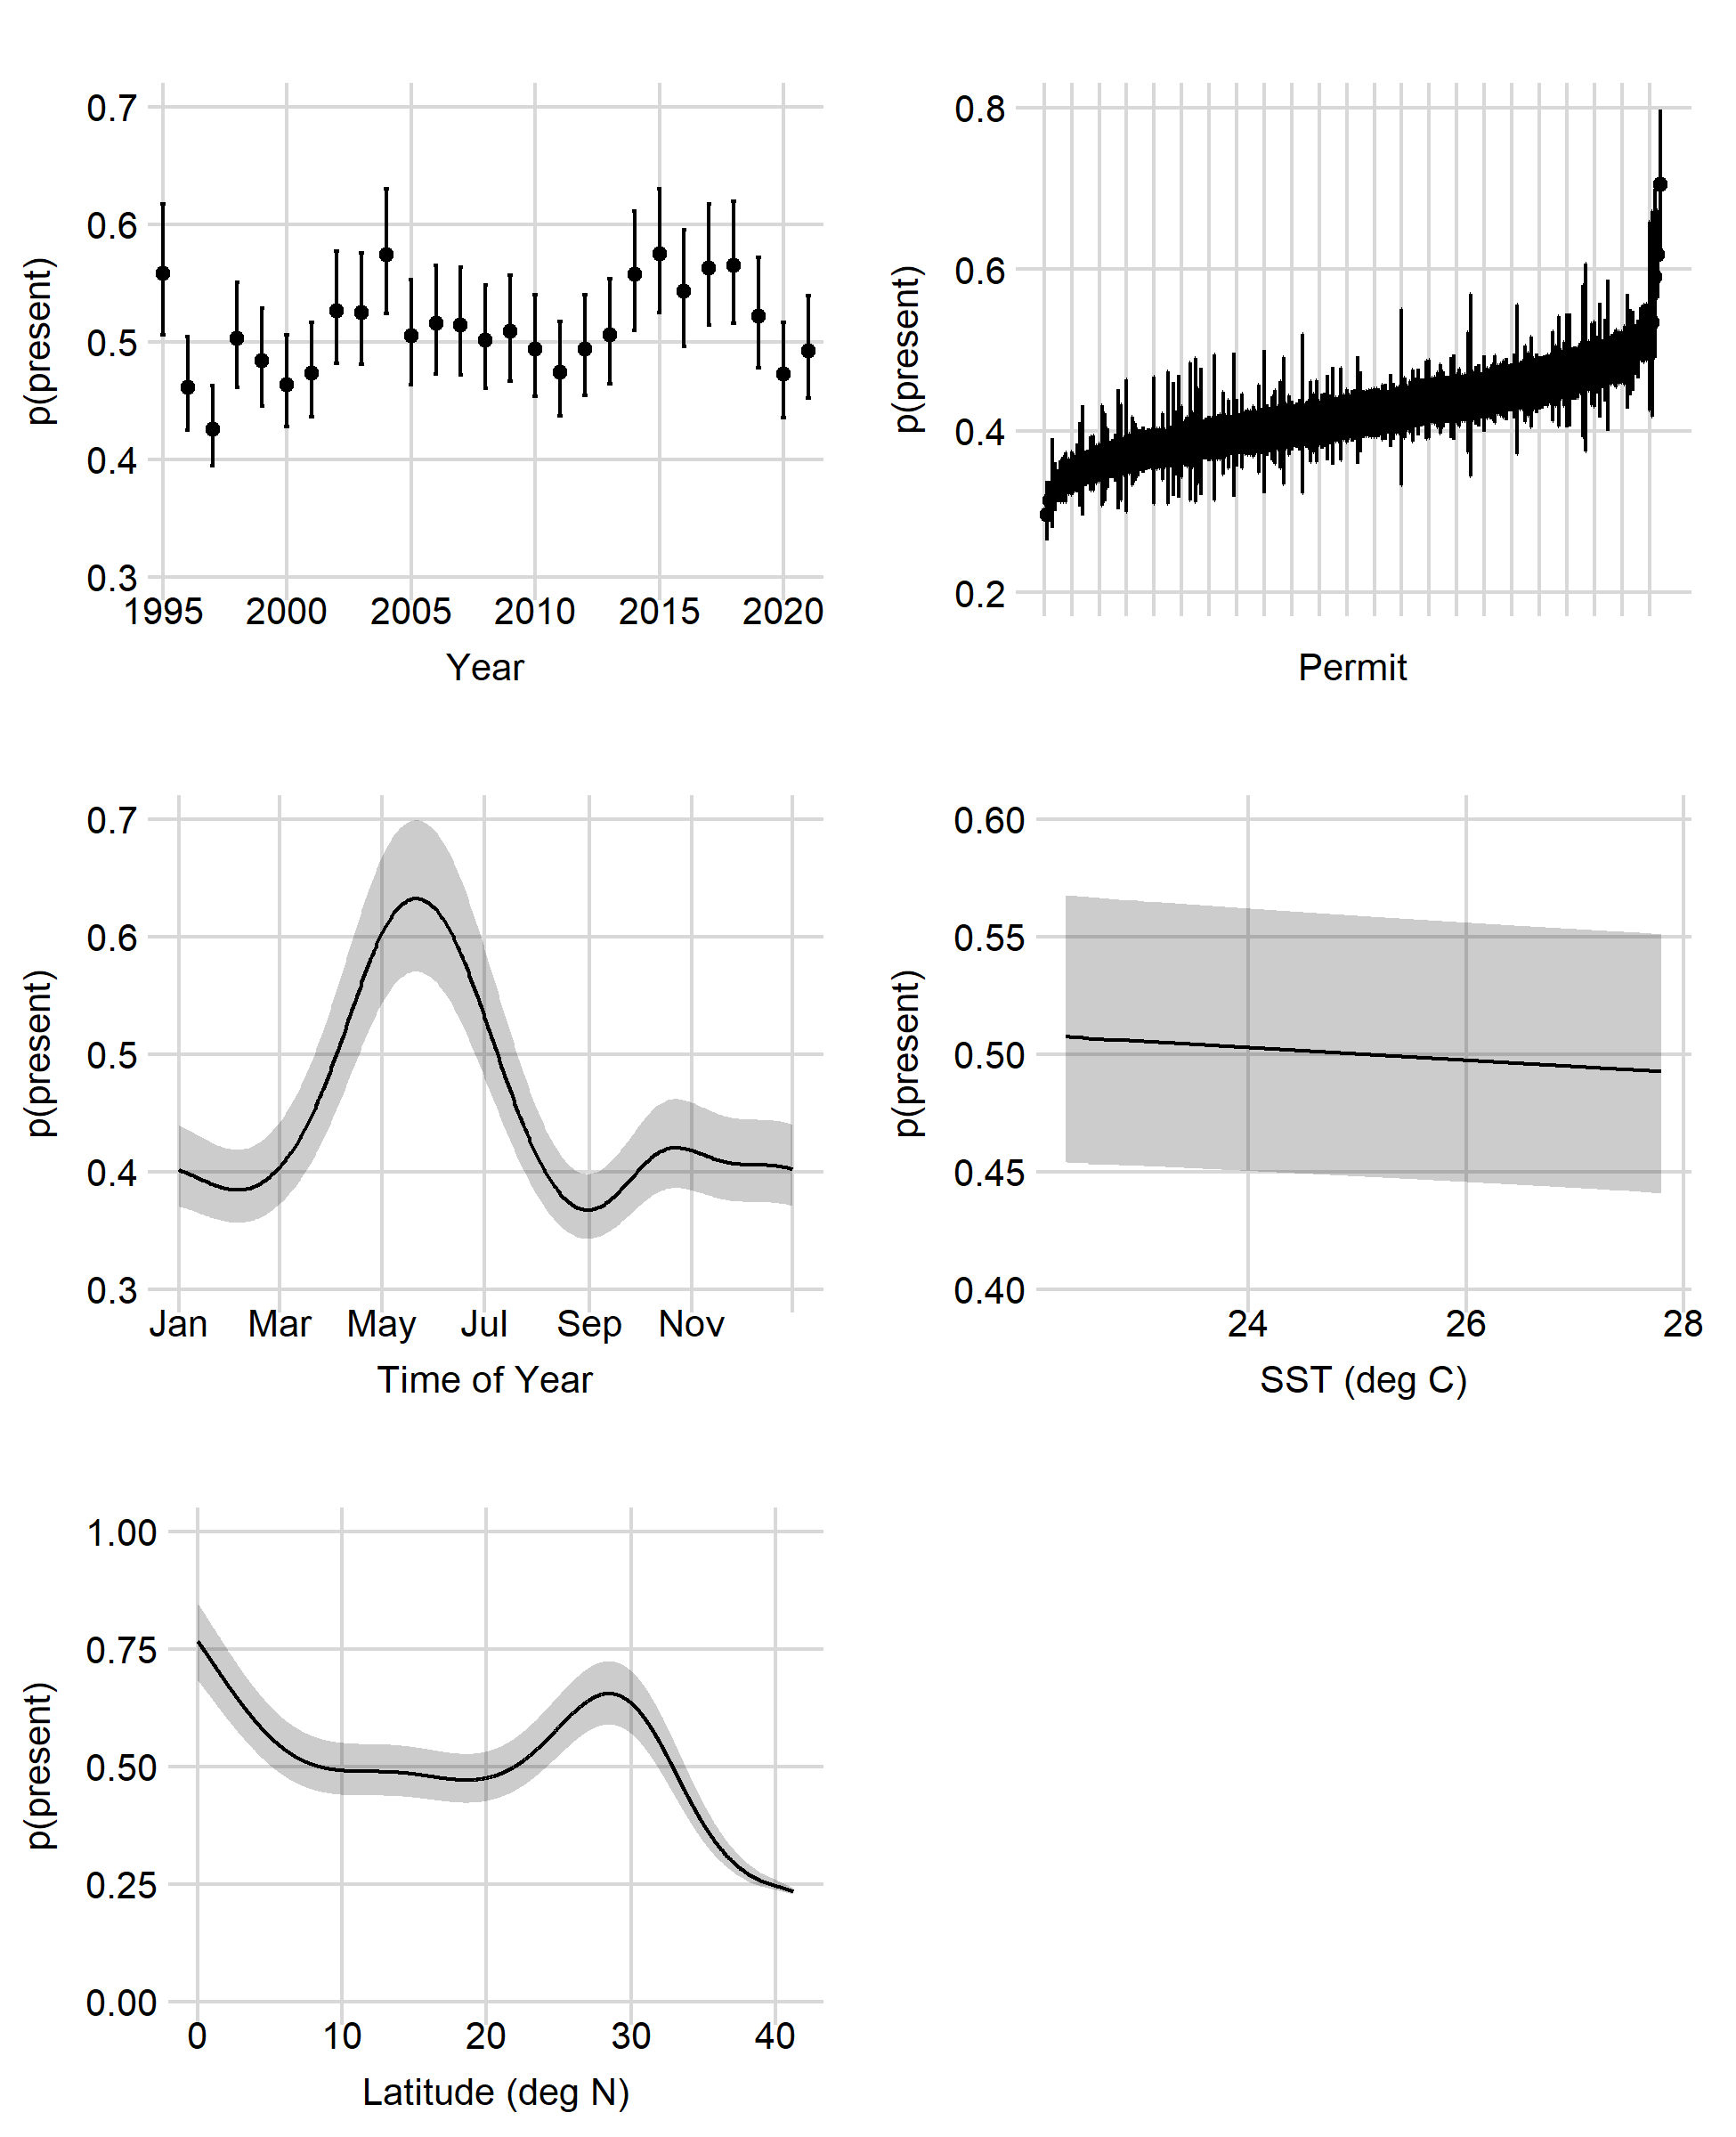 0.7
0.6
0.5
0.4
0.3
p(present)
1995 2000 2005 2010 2015 2020
Year
0.8
0.6
0.4
0.2
p(present)
Permit
0.7
0.6
0.5
0.4
0.3
p(present)
Jan Mar May Jul Sep Nov
Time of Year
0.60
0.55
0.50
0.45
0.40
p(present)
24 26 28
SST (deg C)
1.00
0.75
0.50
0.25
0.00
p(present)
0 10 20 30 40
Latitude (deg N)